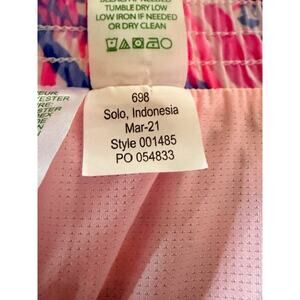 TUMBLE DRY LOW
LOW IRON IF NEEDED
OR DRY CLEAN
698
Solo, Indonesia
Mar-21
Style 001485
PO 054833